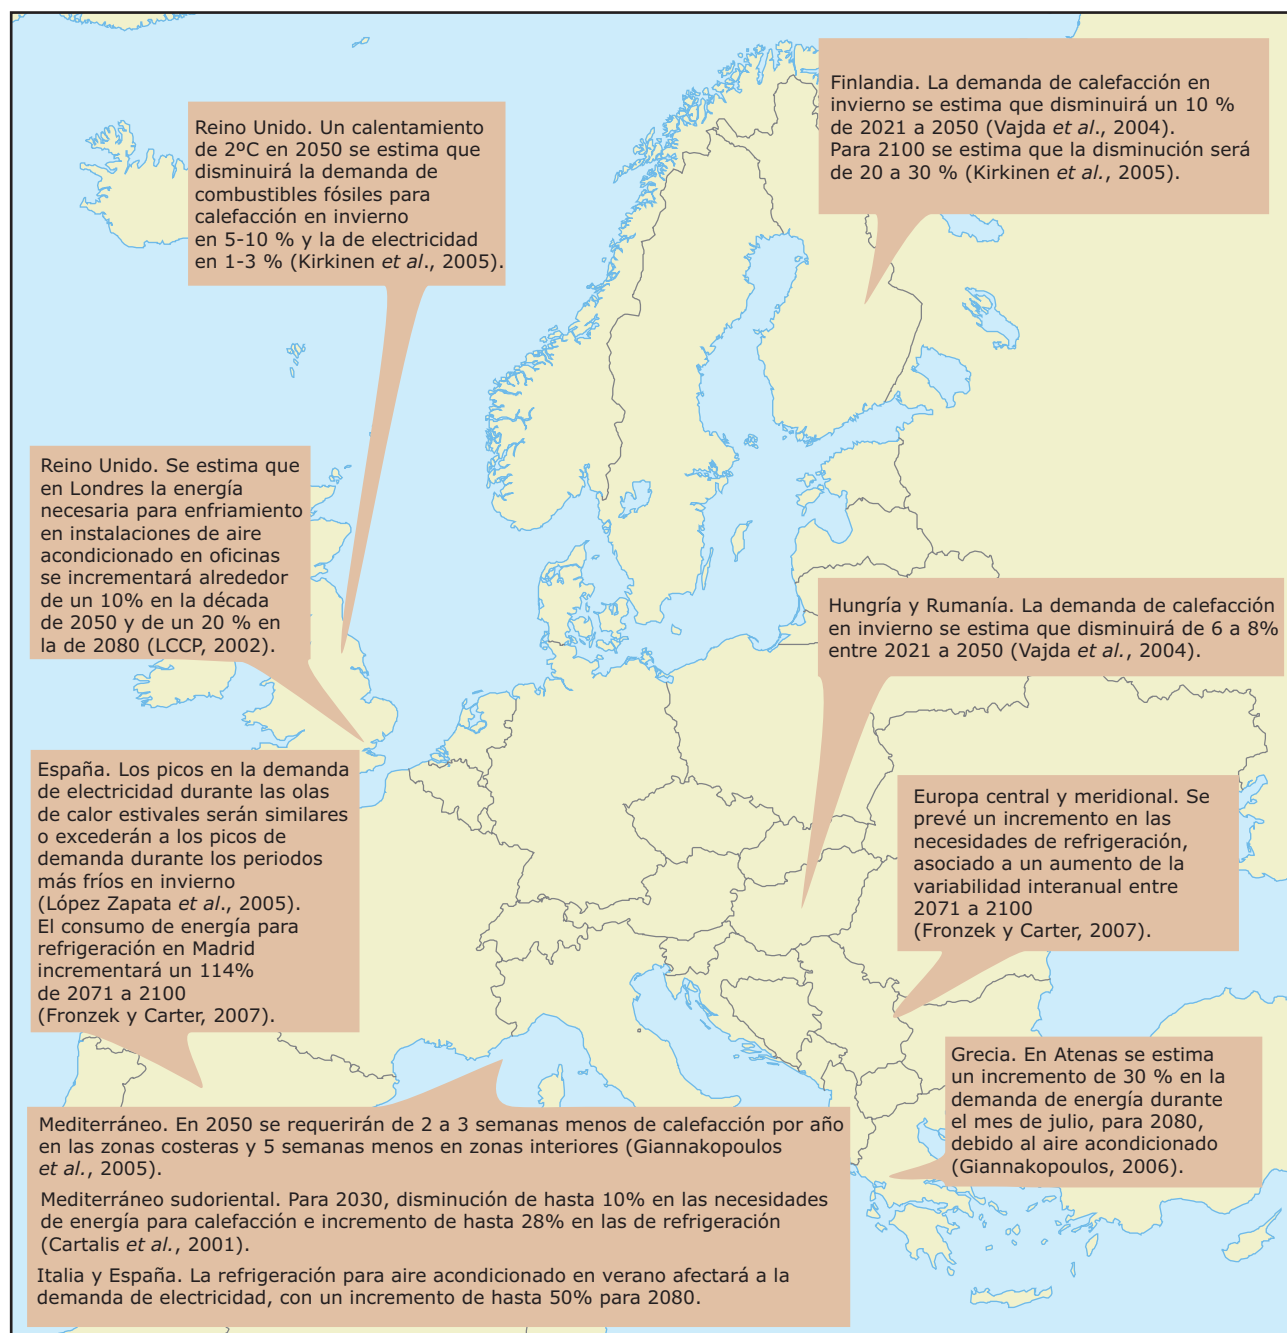 Finlandia. La demanda de calefacción en
invierno se estima que disminuirá un 10 %
de 2021 a 2050 (Vajda et al., 2004).
Para 2100 se estima que la disminución será
de 20 a 30 % (Kirkinen et al., 2005).
Reino Unido. Un calentamiento
de 2ºC en 2050 se estima que
disminuirá la demanda de
combustibles fósiles para
calefacción en invierno
en 5-10 % y la de electricidad
en 1-3 % (Kirkinen et al., 2005).
Reino Unido. Se estima que
en Londres la energía
necesaria para enfriamiento
en instalaciones de aire
acondicionado en oficinas
se incrementará alrededor
de un 10% en la década
de 2050 y de un 20 % en
la de 2080 (LCCP, 2002).
Hungría y Rumanía. La demanda de calefacción
en invierno se estima que disminuirá de 6 a 8%
entre 2021 a 2050 (Vajda et al., 2004).
España. Los picos en la demanda
de electricidad durante las olas
de calor estivales serán similares
o excederán a los picos de
demanda durante los periodos
más fríos en invierno
(López Zapata et al., 2005).
El consumo de energía para
refrigeración en Madrid
incrementará un 114%
de 2071 a 2100
(Fronzek y Carter, 2007).
Europa central y meridional. Se
prevé un incremento en las
necesidades de refrigeración,
asociado a un aumento de la
variabilidad interanual entre
2071 a 2100
(Fronzek y Carter, 2007).
Grecia. En Atenas se estima
un incremento de 30 % en la
demanda de energía durante
el mes de julio, para 2080,
debido al aire acondicionado
(Giannakopoulos, 2006).
Mediterráneo. En 2050 se requerirán de 2 a 3 semanas menos de calefacción por año
en las zonas costeras y 5 semanas menos en zonas interiores (Giannakopoulos
et al., 2005).
Mediterráneo sudoriental. Para 2030, disminución de hasta 10% en las necesidades
de energía para calefacción e incremento de hasta 28% en las de refrigeración
(Cartalis et al., 2001).
Italia y España. La refrigeración para aire acondicionado en verano afectará a la
demanda de electricidad, con un incremento de hasta 50% para 2080.